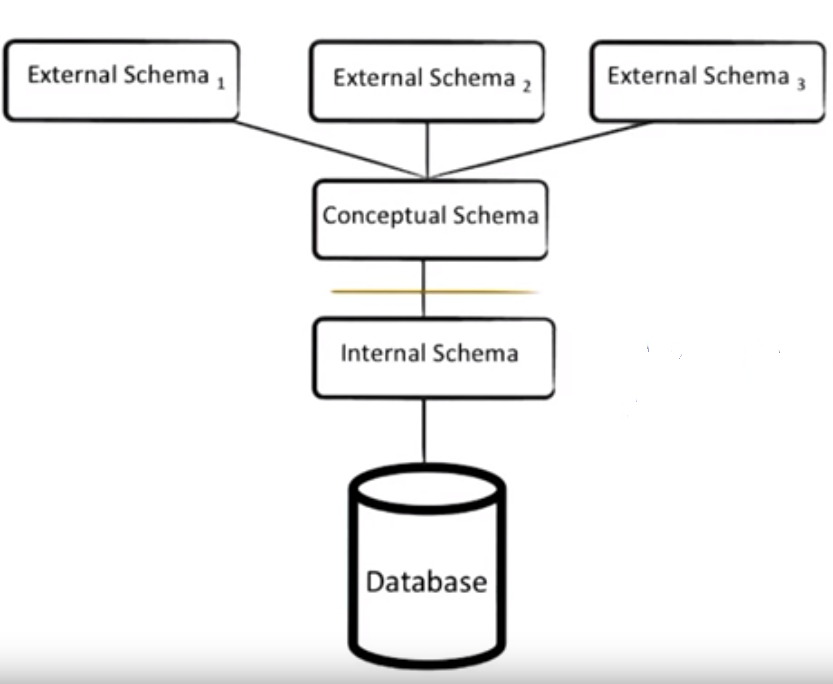 External Schema 1
External Schema 2
External Schema 3
Conceptual Schema
Internal Schema
Database